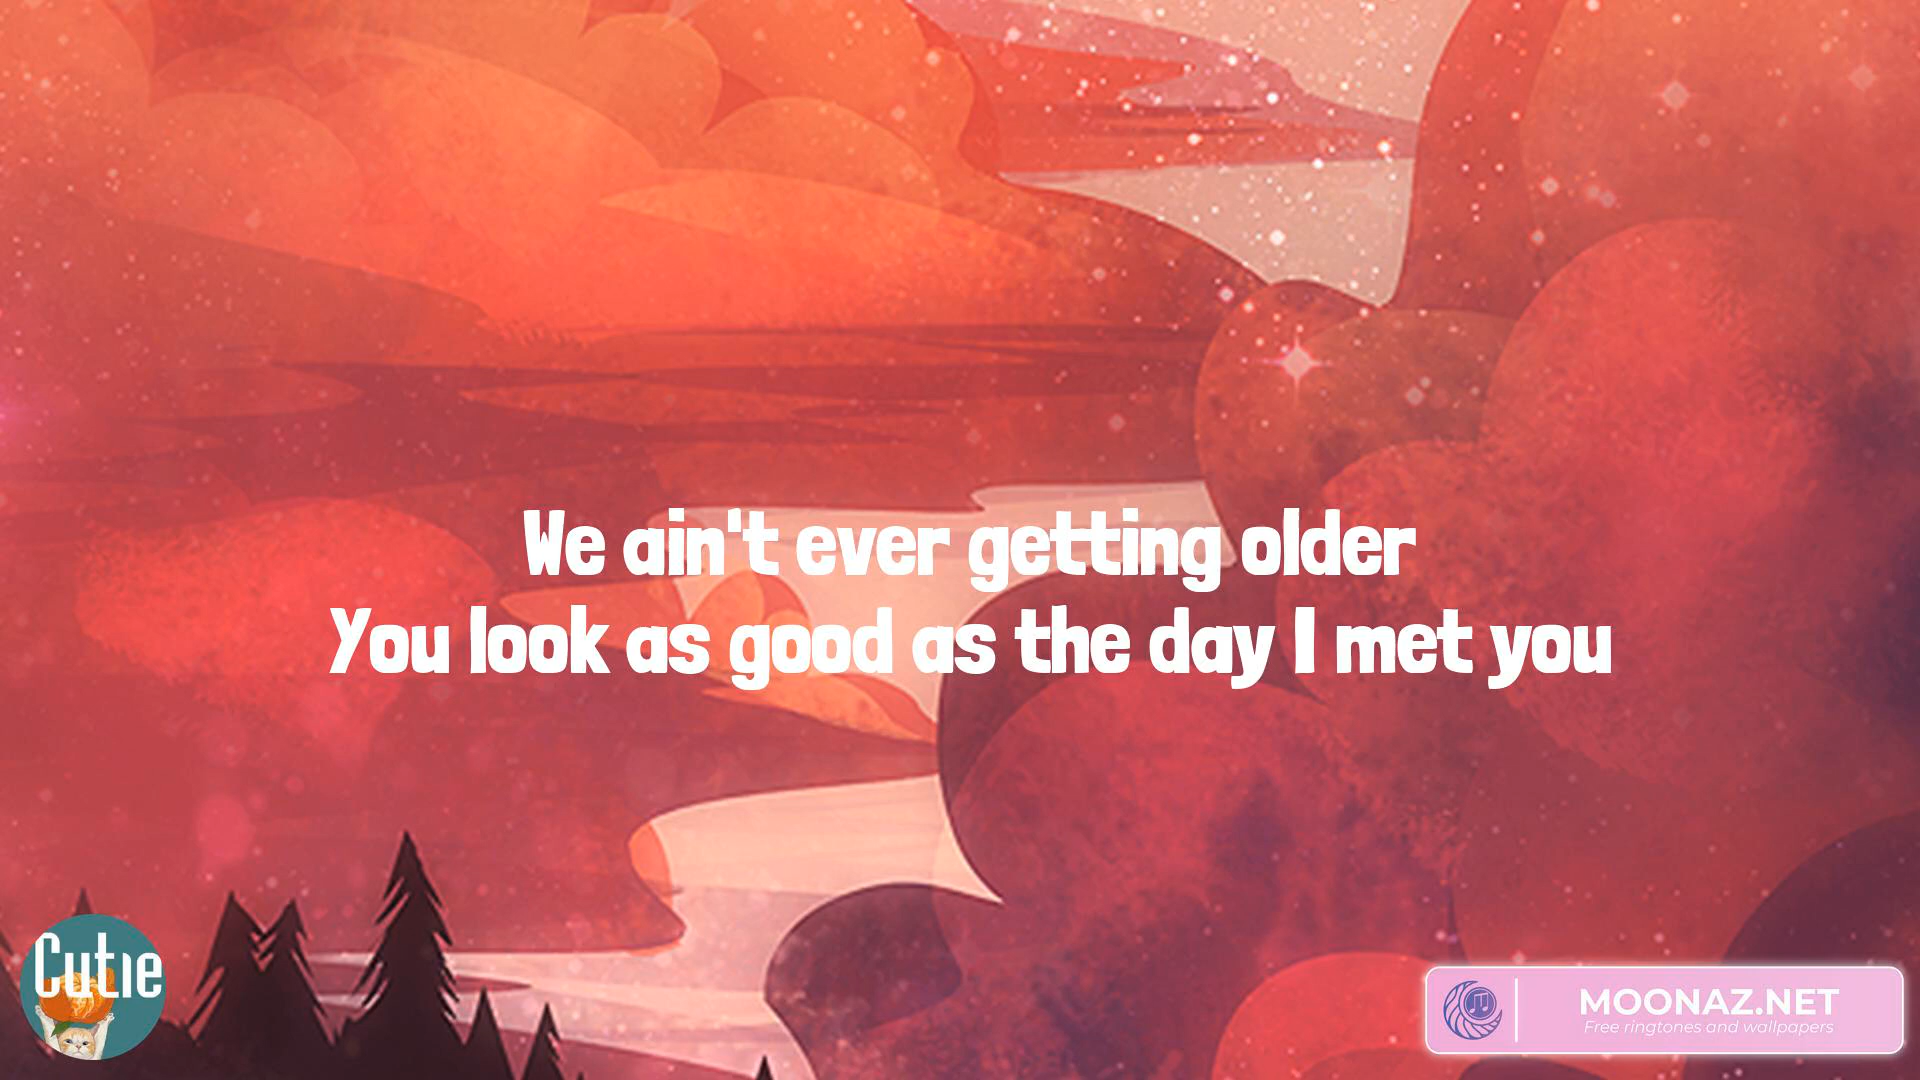 We ain't ever getting older
You look as good as the day I met you
Cutie
MOONAZ.NET
Free ringtones and wallpapers